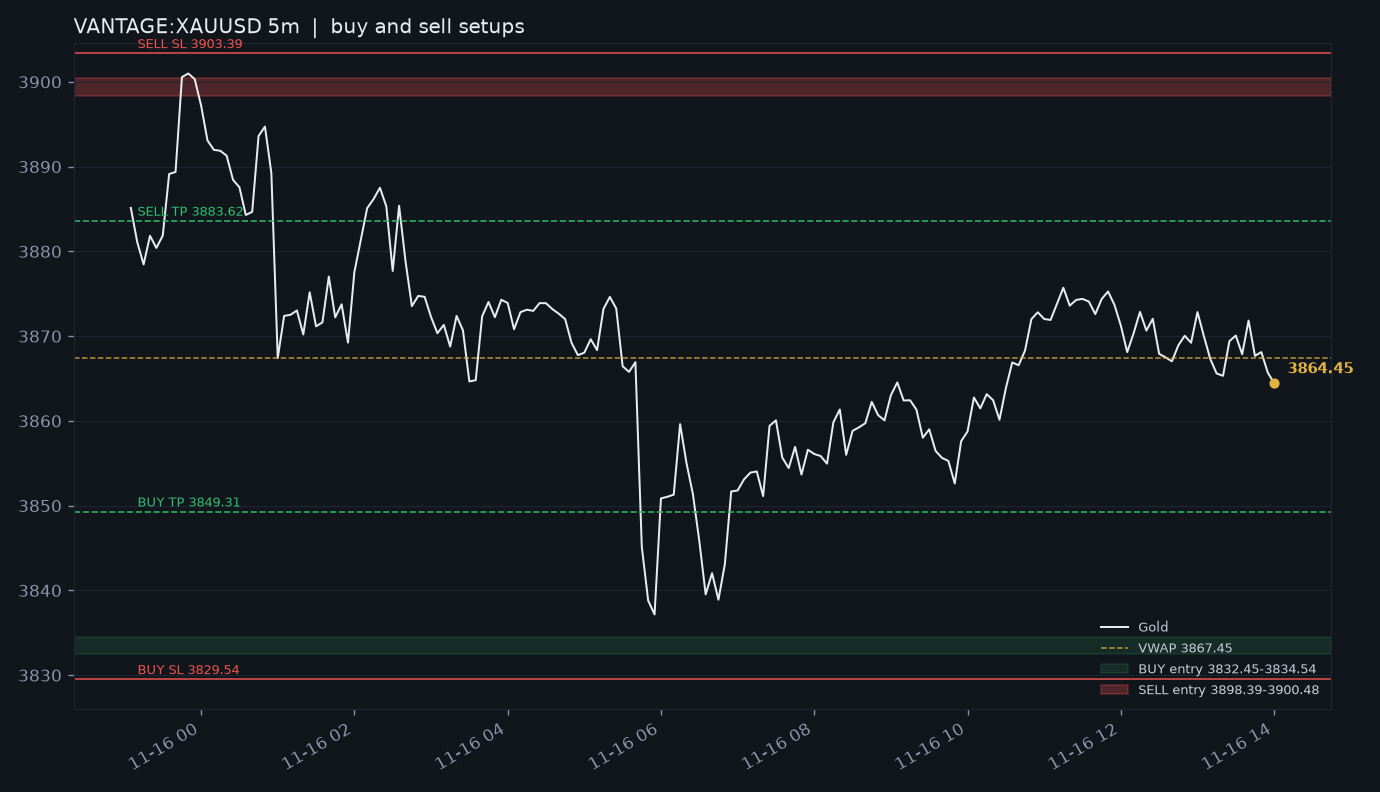 VANTAGE:XAUUSD 5m | buy and sell setups
SELL SL 3903.39
3900
3890
SELL TP 3883.62
3880
3870
3864.45
3860
BUY TP 3849.31
3850
3840
Gold
VWAP 3867.45
BUY entry 3832.45-3834.54
SELL entry 3898.39-3900.48
BUY SL 3829.54
3830
11-16 00
11-16 02
11-16 04
11-16 06
11-16 08
11-16 10
11-16 12
11-16 14